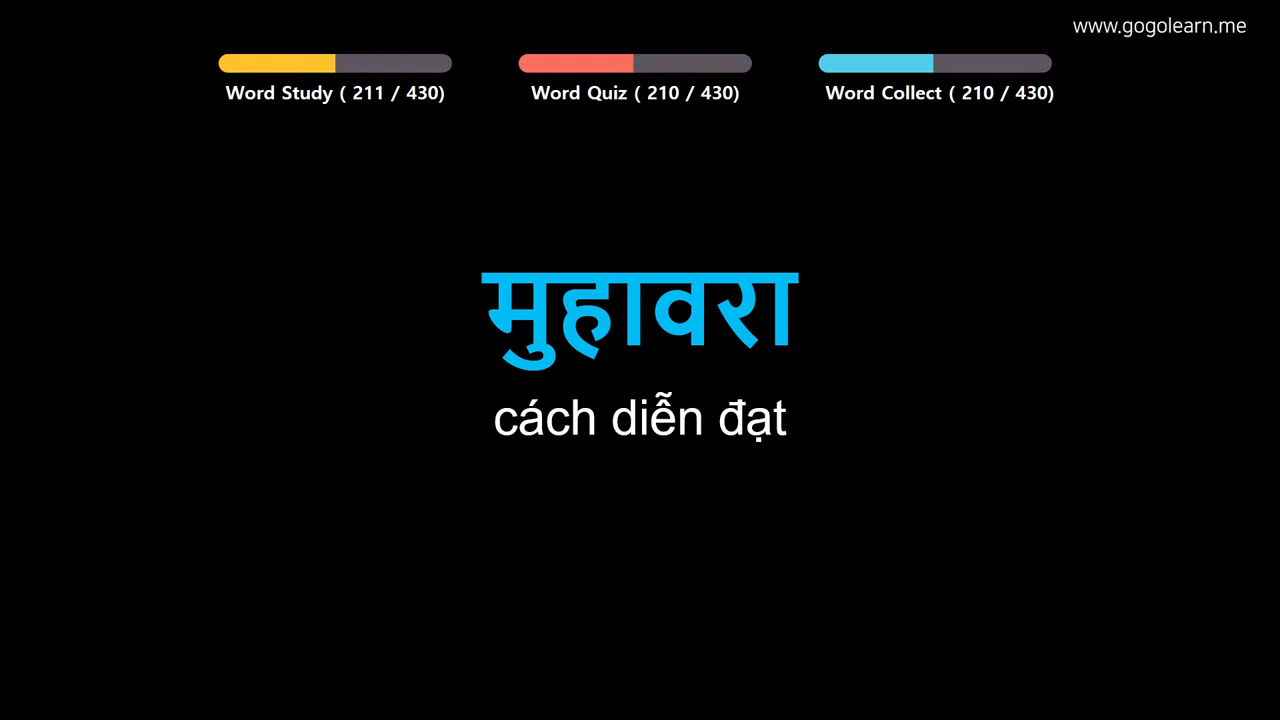 www.gogolearn.me
Word Study ( 211 / 430)
Word Quiz ( 210 / 430)
Word Collect ( 210 / 430)
मुहावरा
cách diễn đạt